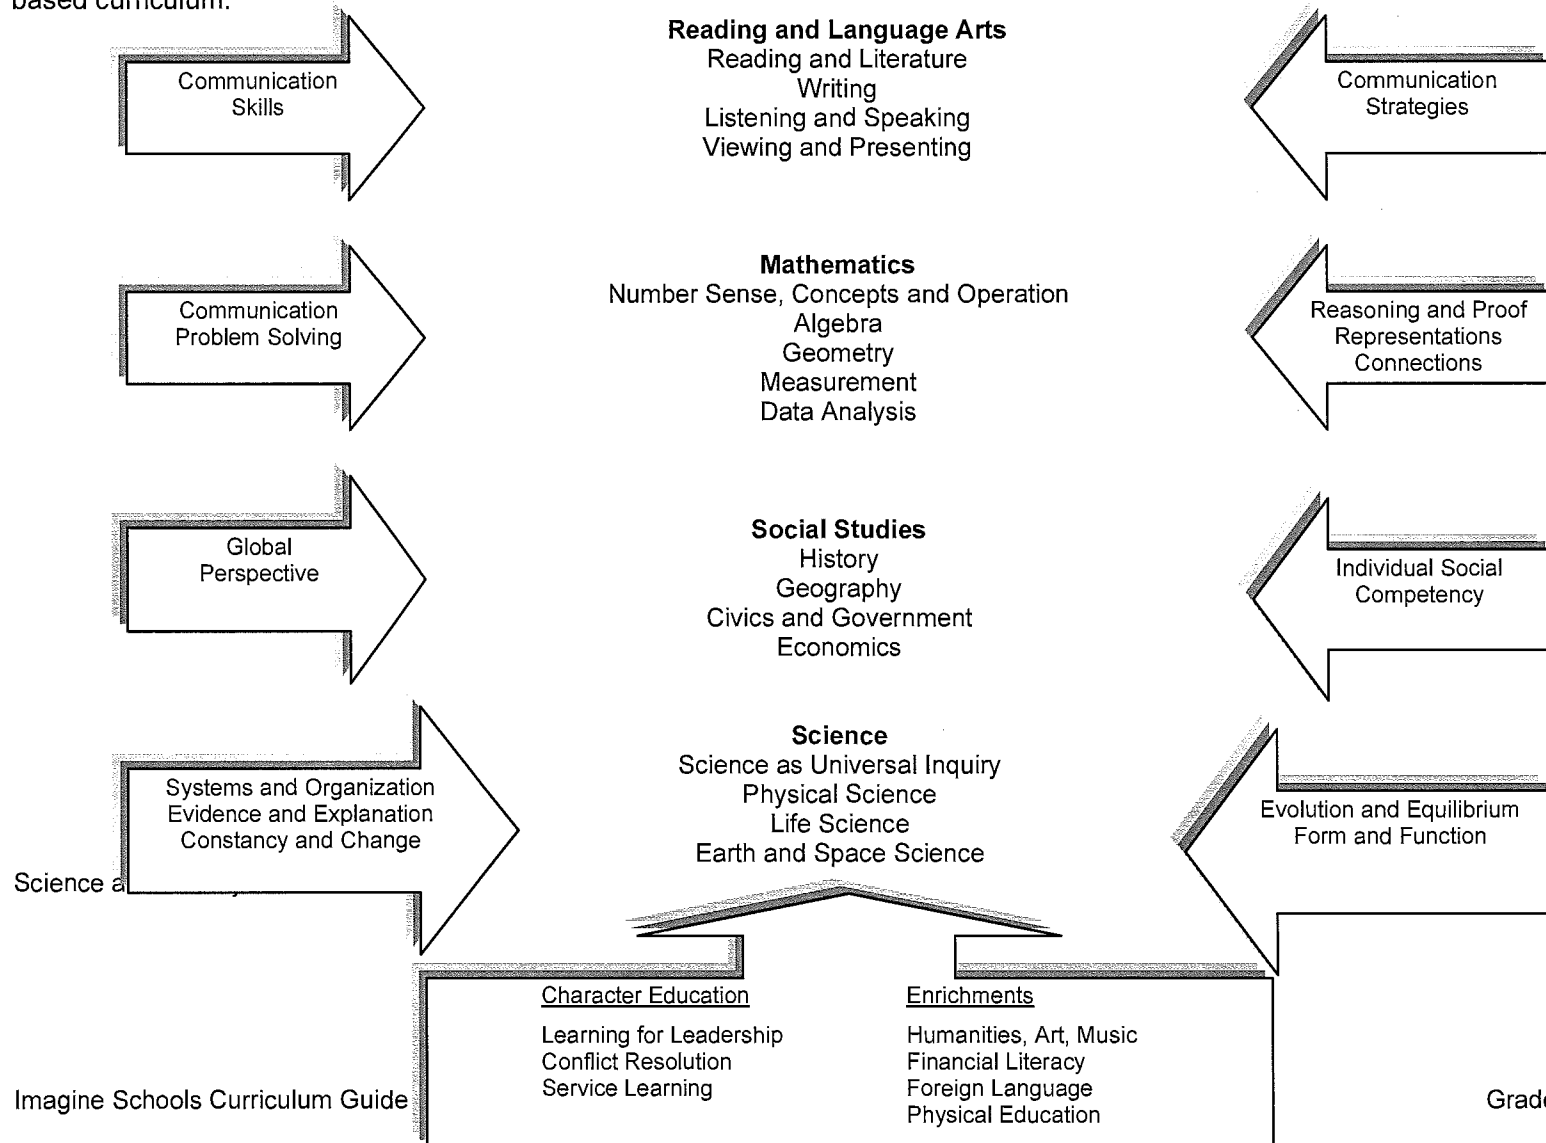 based curriculum.
Reading and Language Arts
Reading and Literature
Writing
Listening and Speaking
Viewing and Presenting
Communication
Skills
Communication
Strategies
Mathematics
Number Sense, Concepts and Operation
Algebra
Geometry
Measurement
Data Analysis
Communication
Problem Solving
Reasoning and Proof
Representations
Connections
Social Studies
History
Geography
Civics and Government
Economics
Global
Perspective
Individual Social
Competency
Science
Science as Universal Inquiry
Physical Science
Life Science
Earth and Space Science
Systems and Organization
Evidence and Explanation
Constancy and Change
Evolution and Equilibrium
Form and Function
Science
Character Education
Learning for Leadership
Conflict Resolution
Service Learning
Enrichments
Humanities, Art, Music
Financial Literacy
Foreign Language
Physical Education
Imagine Schools Curriculum Guide